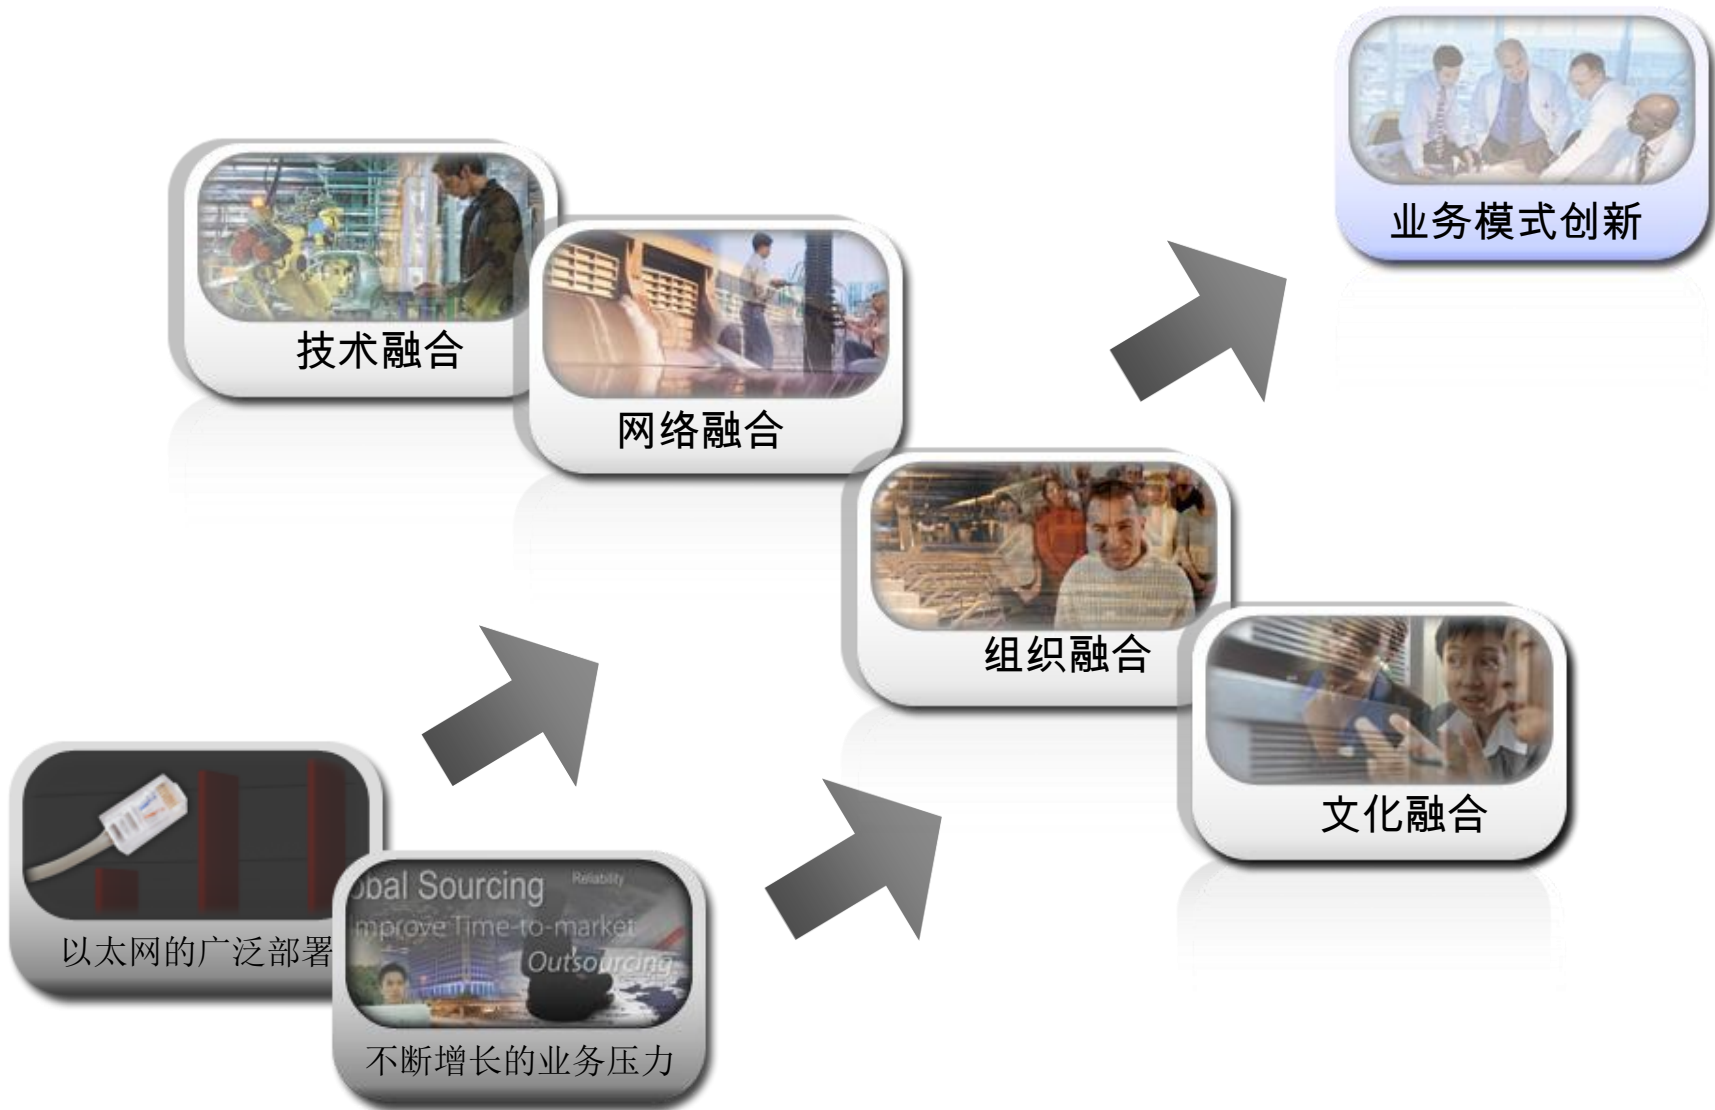 业务模式创新
技术融合
网络融合
组织融合
文化融合
以太网的广泛部署
obal Sourcing
Reliability
mprove Time-to-market
Outsourcing
不断增长的业务压力